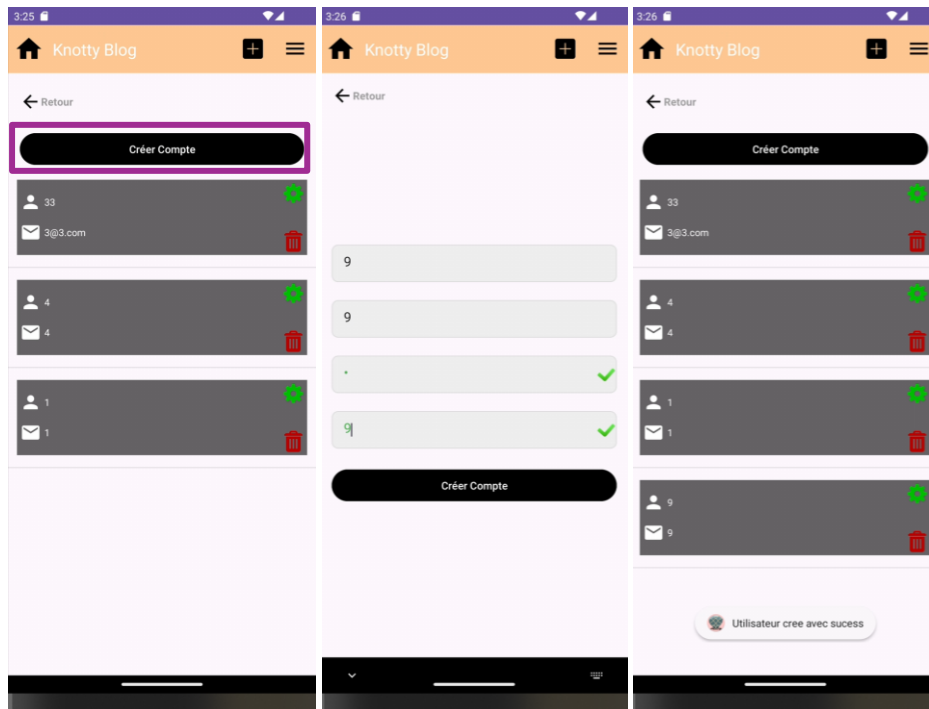 3:25
Knotty Blog
Retour
Créer Compte
33
3@3.com
4
4
1
1
3:26
Knotty Blog
Retour
9
9
9
Créer Compte
3:26
Knotty Blog
Retour
Créer Compte
33
3@3.com
4
4
1
1
9
9
Utilisateur cree avec sucess